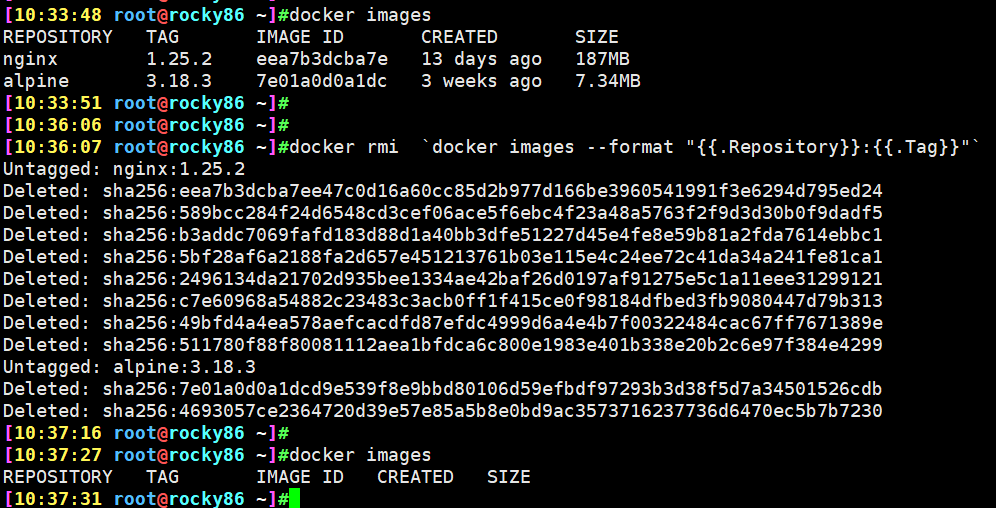 [10:33:48 root@rocky86 ~]#docker images
REPOSITORY   TAG       IMAGE ID       CREATED       SIZE
nginx        1.25.2    eea7b3dcba7e   13 days ago   187MB
alpine       3.18.3    7e01a0d0a1dc   3 weeks ago   7.34MB
[10:33:51 root@rocky86 ~]#
[10:36:06 root@rocky86 ~]#
[10:36:07 root@rocky86 ~]#docker rmi  `docker images --format "{{.Repository}}:{{.Tag}}"`
Untagged: nginx:1.25.2
Deleted: sha256:eea7b3dcba7ee47c0d16a60cc85d2b977d166be3960541991f3e6294d795ed24
Deleted: sha256:589bcc284f24d6548cd3cef06ace5f6ebc4f23a48a5763f2f9d3d30b0f9dadf5
Deleted: sha256:b3addc7069fafd183d88d1a40bb3dfe51227d45e4fe8e59b81a2fda7614ebbc1
Deleted: sha256:5bf28af6a2188fa2d657e451213761b03e115e4c24ee72c41da34a241fe81ca1
Deleted: sha256:2496134da21702d935bee1334ae42baf26d0197af91275e5c1a11eee31299121
Deleted: sha256:c7e60968a54882c23483c3acb0ff1f415ce0f98184dfbed3fb9080447d79b313
Deleted: sha256:49bfd4a4ea578aefcacdfd87efdc4999d6a4e4b7f00322484cac67ff7671389e
Deleted: sha256:511780f88f80081112aea1bfdca6c800e1983e401b338e20b2c6e97f384e4299
Untagged: alpine:3.18.3
Deleted: sha256:7e01a0d0a1dcd9e539f8e9bbd80106d59efbdf97293b3d38f5d7a34501526cdb
Deleted: sha256:4693057ce2364720d39e57e85a5b8e0bd9ac3573716237736d6470ec5b7b7230
[10:37:16 root@rocky86 ~]#
[10:37:27 root@rocky86 ~]#docker images
REPOSITORY   TAG       IMAGE ID   CREATED   SIZE
[10:37:31 root@rocky86 ~]#